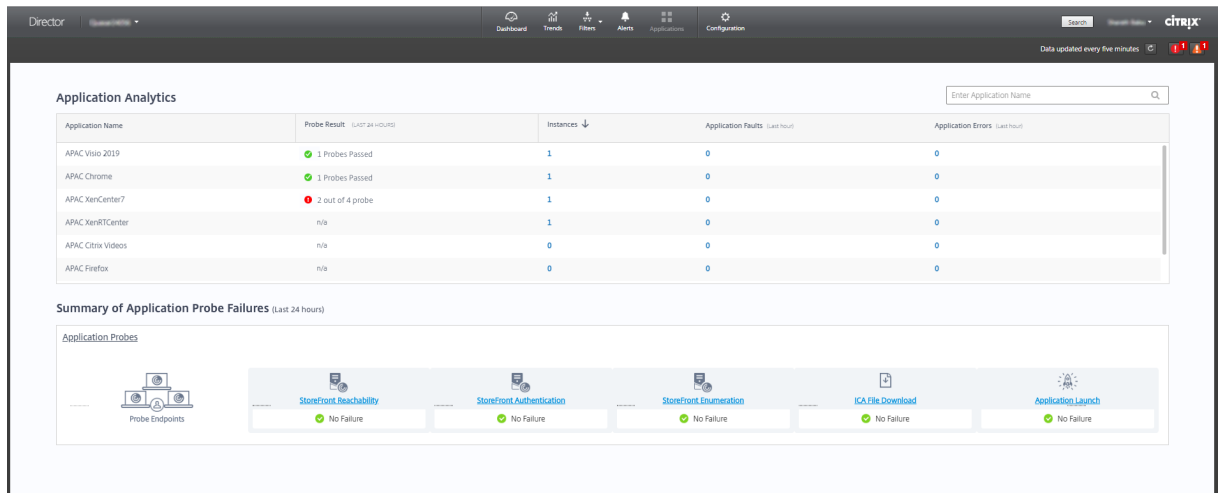 Director
Dashboard
Trends
Filters
Alerts
Applications
Configuration
Search
CITRIX
Data updated every five minutes
1
1
Application Analytics
Enter Application Name
Application Name Probe Result (LAST 24 HOURS) Instances Application Faults (Last hour) Application Errors (Last hour)
APAC Visio 2019 1 Probes Passed 1 0 0
APAC Chrome 1 Probes Passed 1 0 0
APAC XenCenter7 2 out of 4 probe 1 0 0
APAC XenRTCenter n/a 1 0 0
APAC Citrix Videos n/a 0 0 0
APAC Firefox n/a 0 0 0
Summary of Application Probe Failures (Last 24 hours)
Application Probes
Probe Endpoints
StoreFront Reachability
No Failure
StoreFront Authentication
No Failure
StoreFront Enumeration
No Failure
ICA File Download
No Failure
Application Launch
No Failure